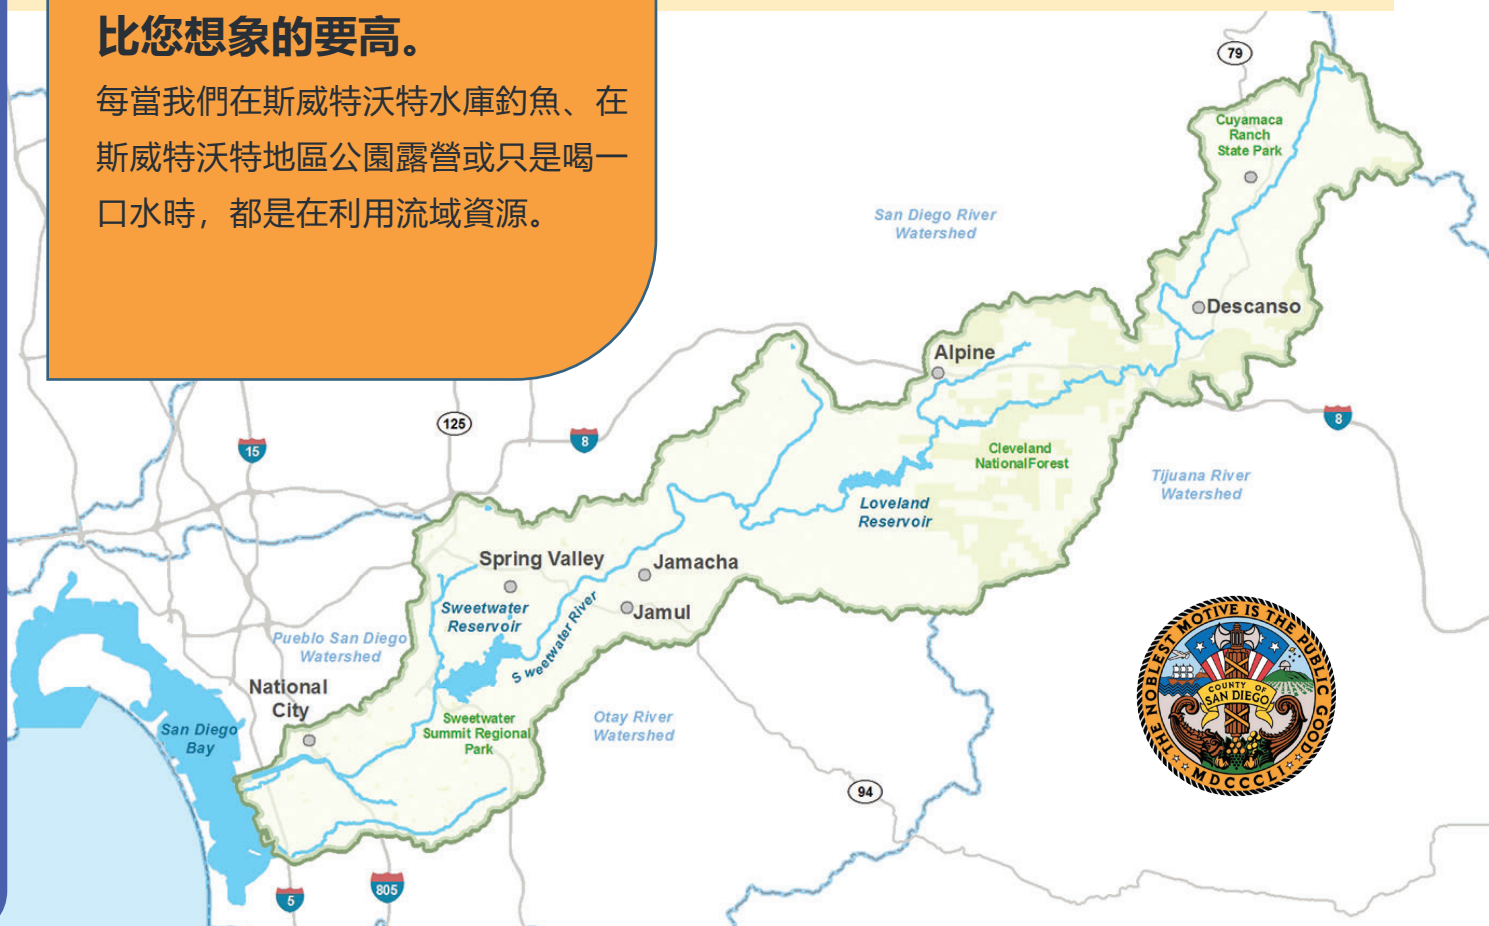 比您想象的要高。
每當我們在斯威特沃特水庫釣魚、在
斯威特沃特地區公園露營或只是喝一
口水時，都是在利用流域資源。
79
Cuyamaca
Ranch
State Park
San Diego River
Watershed
Descanso
Alpine
125
15
8
8
Cleveland
NationalForest
Tijuana River
Watershed
Loveland
Reservoir
Spring Valley
Jamacha
Sweetwater
Reservoir
Jamul
Sweetwater River
Pueblo San Diego
Watershed
National
City
San Diego
Bay
Sweetwater
Summit Regional
Park
Otay River
Watershed
94
805
5
THE NOBLEST MOTIVE IS THE PUBLIC GOOD
COUNTY OF
SAN DIEGO
MDCCCLI